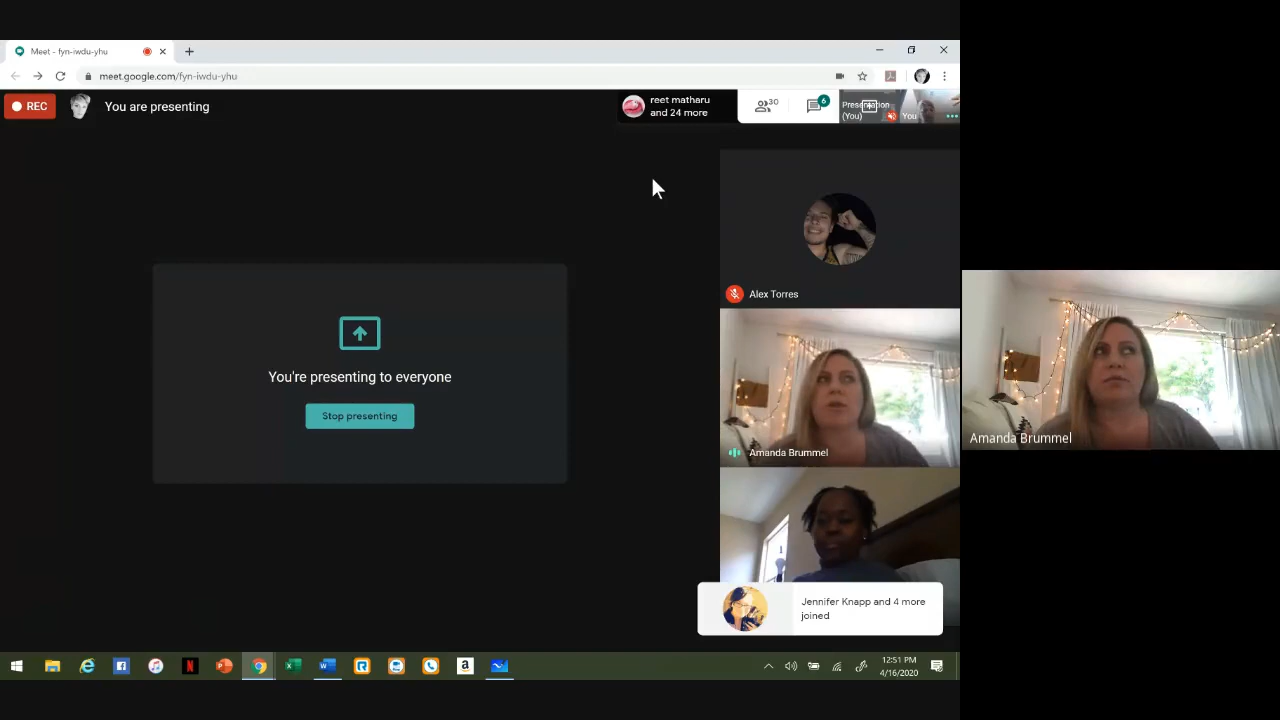 Meet - fyn-iwdu-yhu
meet.google.com/fyn-iwdu-yhu
REC
You are presenting
reet matharu
and 24 more
30
6
Presentation
(You)
You
Alex Torres
You're presenting to everyone
Stop presenting
Amanda Brummel
Amanda Brummel
Jennifer Knapp and 4 more
joined
12:51 PM
4/16/2020